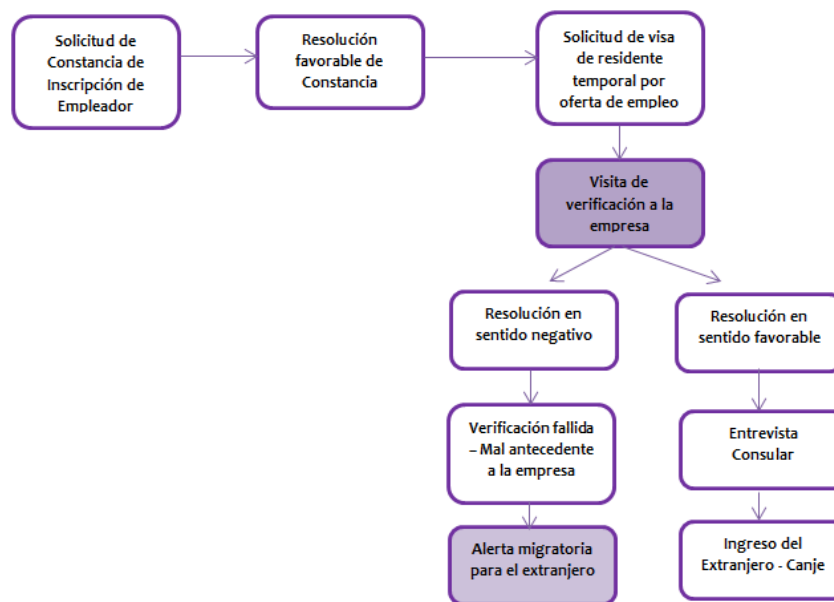 Solicitud de
Constancia de
Inscripción de
Empleador
Resolución
favorable de
Constancia
Solicitud de visa
de residente
temporal por
oferta de empleo
Visita de
verificación a la
empresa
Resolución en
sentido negativo
Resolución en
sentido favorable
Verificación fallida
– Mal antecedente
a la empresa
Entrevista
Consular
Alerta migratoria
para el extranjero
Ingreso del
Extranjero - Canje